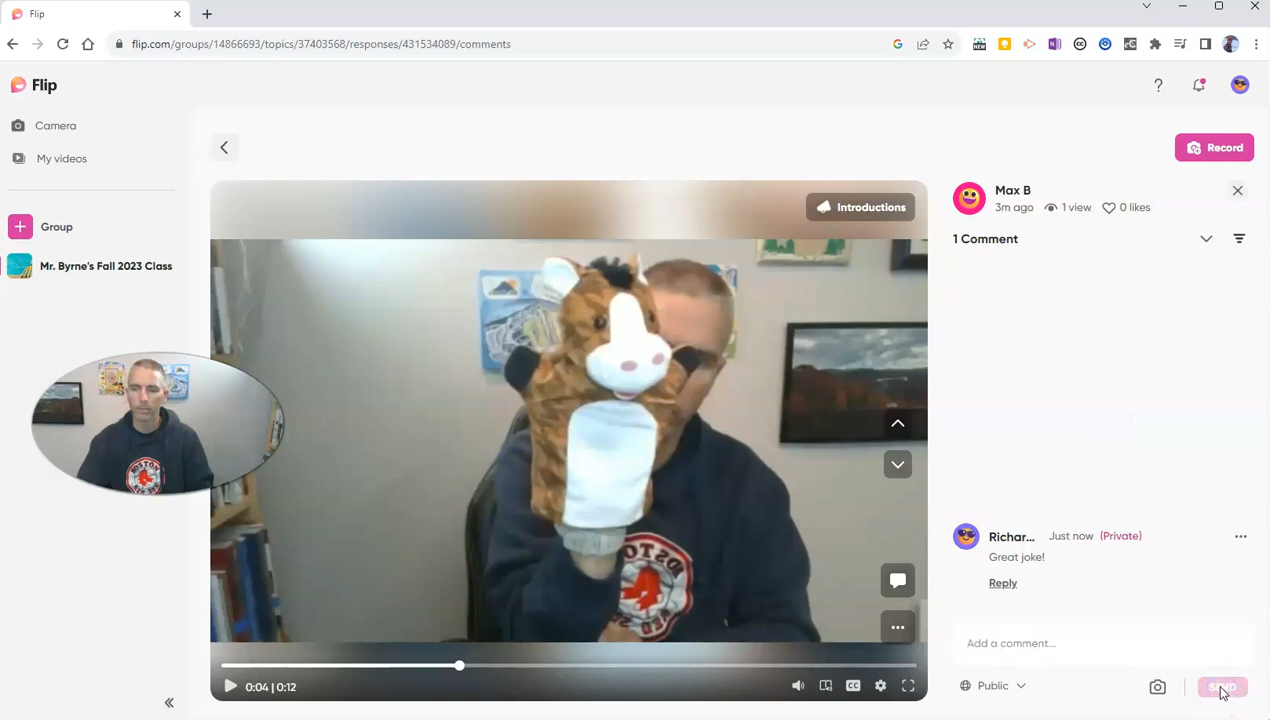 Flip
flip.com/groups/14866693/topics/37403568/responses/431534089/comments
Flip
Camera
My videos
Group
Mr. Byrne's Fall 2023 Class
Record
Introductions
Max B
3m ago 1 view 0 likes
1 Comment
Richar... Just now (Private)
Great joke!
Reply
Add a comment...
Public
SEND
0:04 | 0:12
CC
BOSTON
RED SOX